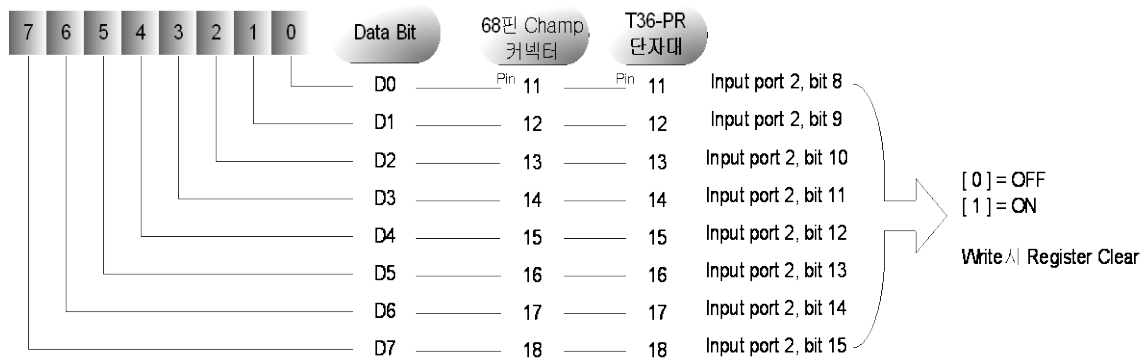 7 6 5 4 3 2 1 0 Data Bit 68핀 Champ 커넥터 T36-PR 단자대
D0 Pin 11 Pin 11 Input port 2, bit 8
D1 12 12 Input port 2, bit 9
D2 13 13 Input port 2, bit 10
D3 14 14 Input port 2, bit 11
D4 15 15 Input port 2, bit 12
D5 16 16 Input port 2, bit 13
D6 17 17 Input port 2, bit 14
D7 18 18 Input port 2, bit 15
[ 0 ] = OFF
[ 1 ] = ON
Write시 Register Clear